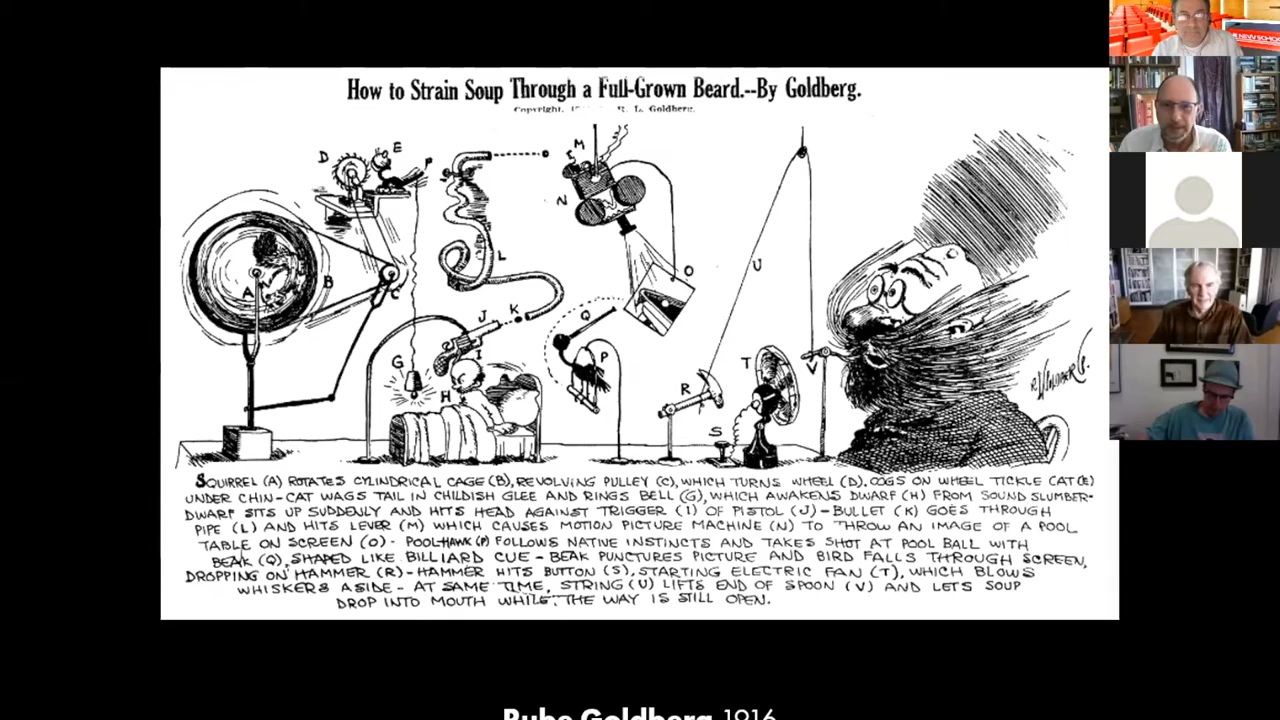 How to Strain Soup Through a Full-Grown Beard.--By Goldberg.
Copyright, R. L. Goldberg.
D
E
F
M
N
L
O
A
B
C
J
K
U
I
Q
P
G
H
R
T
V
S
NEW SCHOOL
SQUIRREL (A) ROTATES CYLINDRICAL CAGE (B), REVOLVING PULLEY (C), WHICH TURNS WHEEL (D). COGS ON WHEEL TICKLE CAT (E)
UNDER CHIN-CAT WAGS TAIL IN CHILDISH GLEE AND RINGS BELL (G), WHICH AWAKENS DWARF (H) FROM SOUND SLUMBER-
DWARF SITS UP SUDDENLY AND HITS HEAD AGAINST TRIGGER (I) OF PISTOL (J) - BULLET (K) GOES THROUGH
PIPE (L) AND HITS LEVER (M) WHICH CAUSES MOTION PICTURE MACHINE (N) TO THROW AN IMAGE OF A POOL
TABLE ON SCREEN (O) - POOL-HAWK (P) FOLLOWS NATIVE INSTINCTS AND TAKES SHOT AT POOL BALL WITH
BEAK (Q), SHAPED LIKE BILLIARD CUE - BEAK PUNCTURES PICTURE AND BIRD FALLS THROUGH SCREEN,
DROPPING ON HAMMER (R) - HAMMER HITS BUTTON (S), STARTING ELECTRIC FAN (T), WHICH BLOWS
WHISKERS ASIDE - AT SAME TIME, STRING (U) LIFTS END OF SPOON (V) AND LETS SOUP
DROP INTO MOUTH WHILE THE WAY IS STILL OPEN.
Rube Goldberg, 1916